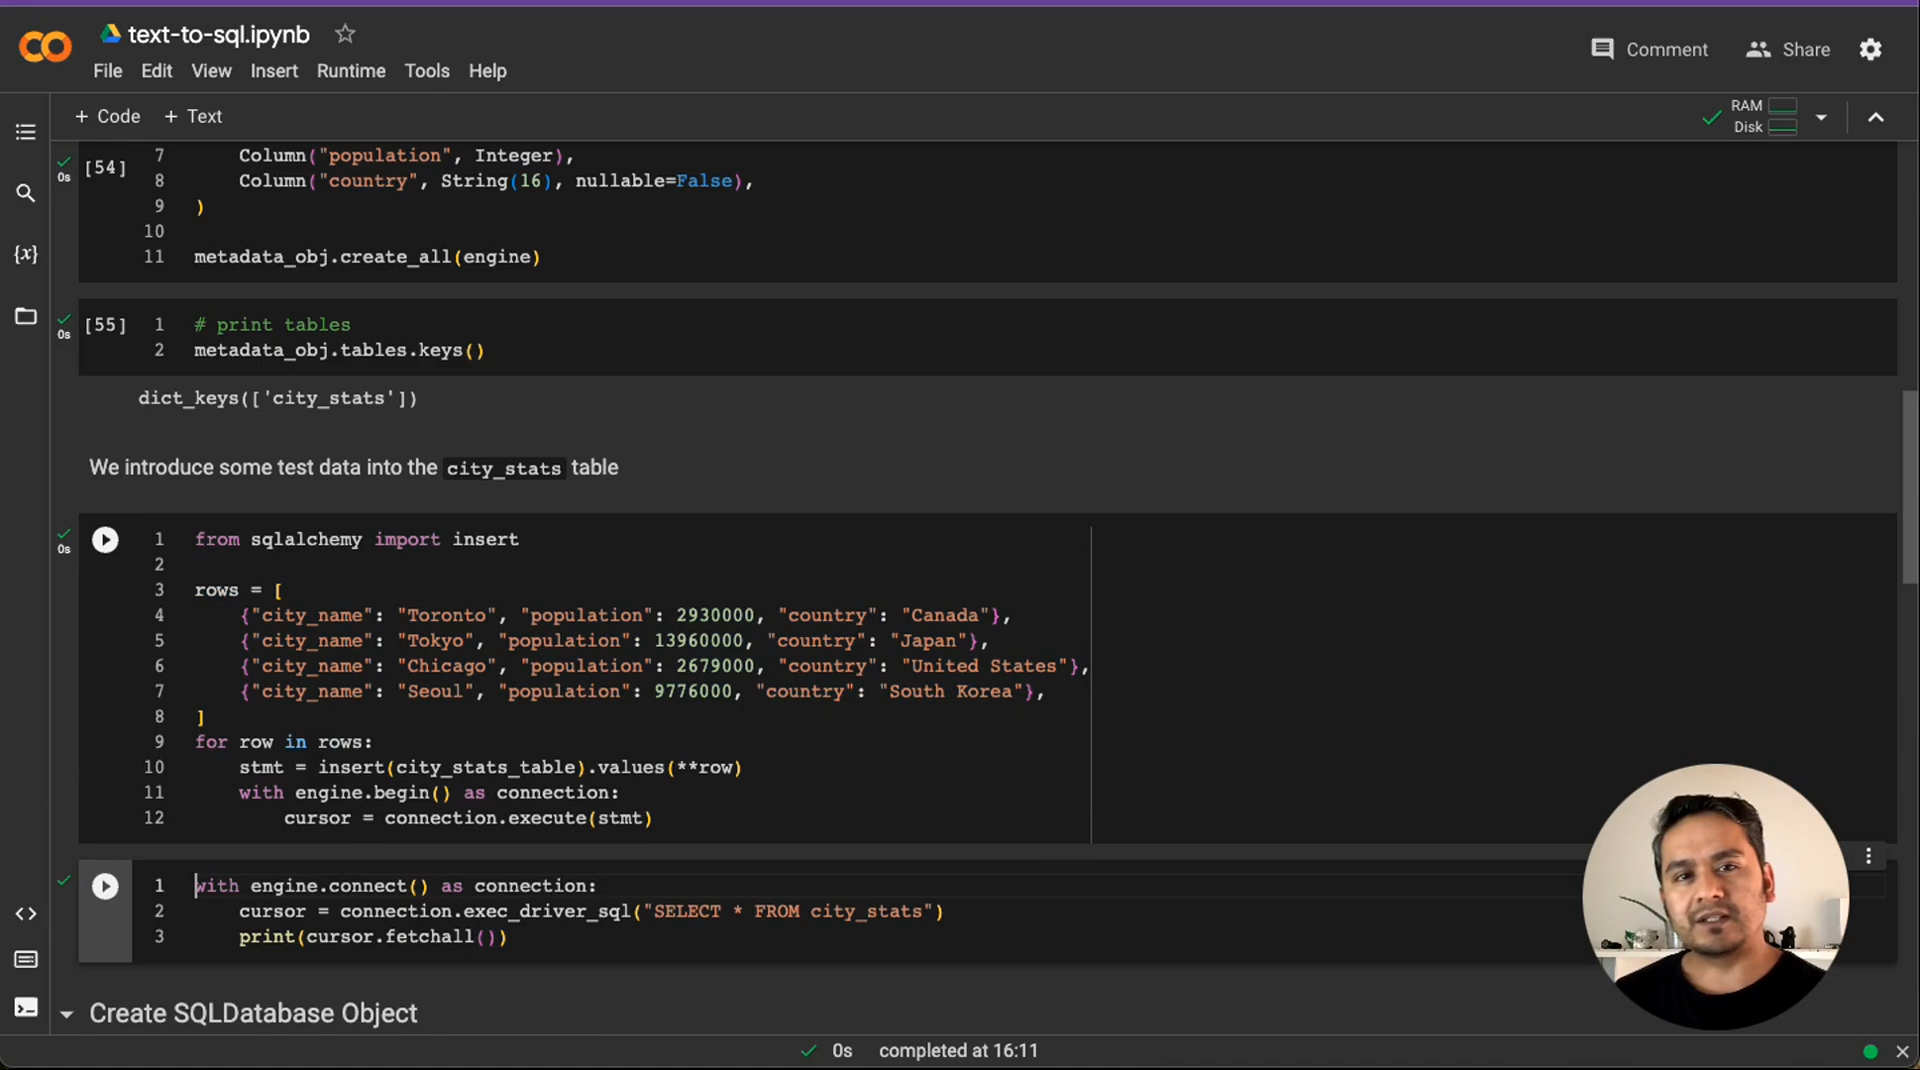 text-to-sql.ipynb
Comment
Share
File Edit View Insert Runtime Tools Help
+ Code + Text
RAM
Disk
[54]
0s
7 Column("population", Integer),
8 Column("country", String(16), nullable=False),
9 )
10
11 metadata_obj.create_all(engine)
[55]
0s
1 # print tables
2 metadata_obj.tables.keys()
dict_keys(['city_stats'])
We introduce some test data into the city_stats table
0s
1 from sqlalchemy import insert
2
3 rows = [
4 {"city_name": "Toronto", "population": 2930000, "country": "Canada"},
5 {"city_name": "Tokyo", "population": 13960000, "country": "Japan"},
6 {"city_name": "Chicago", "population": 2679000, "country": "United States"},
7 {"city_name": "Seoul", "population": 9776000, "country": "South Korea"},
8 ]
9 for row in rows:
10 stmt = insert(city_stats_table).values(**row)
11 with engine.begin() as connection:
12 cursor = connection.execute(stmt)
1 with engine.connect() as connection:
2 cursor = connection.exec_driver_sql("SELECT * FROM city_stats")
3 print(cursor.fetchall())
Create SQLDatabase Object
0s completed at 16:11